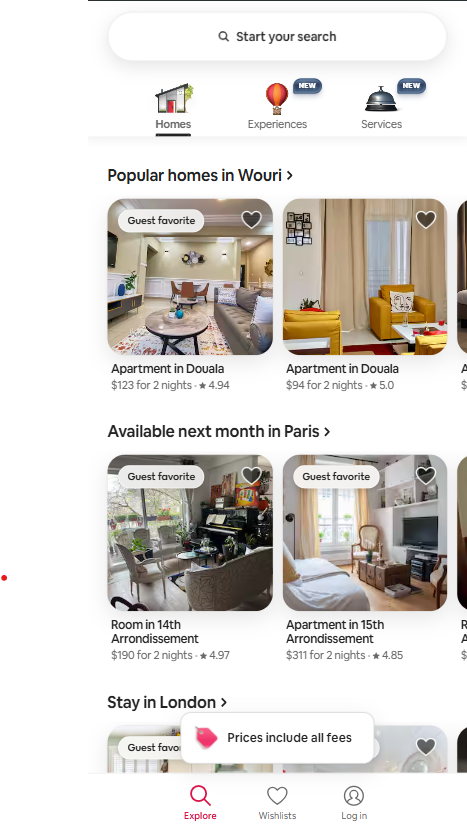 Start your search
NEW
NEW
Homes
Experiences
Services
Popular homes in Wouri
Guest favorite
Apartment in Douala
$123 for 2 nights · ★ 4.94
Apartment in Douala
$94 for 2 nights · ★ 5.0
A
$
Available next month in Paris
Guest favorite
Guest favorite
Room in 14th
Arrondissement
$190 for 2 nights · ★ 4.97
Apartment in 15th
Arrondissement
$311 for 2 nights · ★ 4.85
R
A
$
Stay in London
Guest favo
Prices include all fees
Explore
Wishlists
Log in